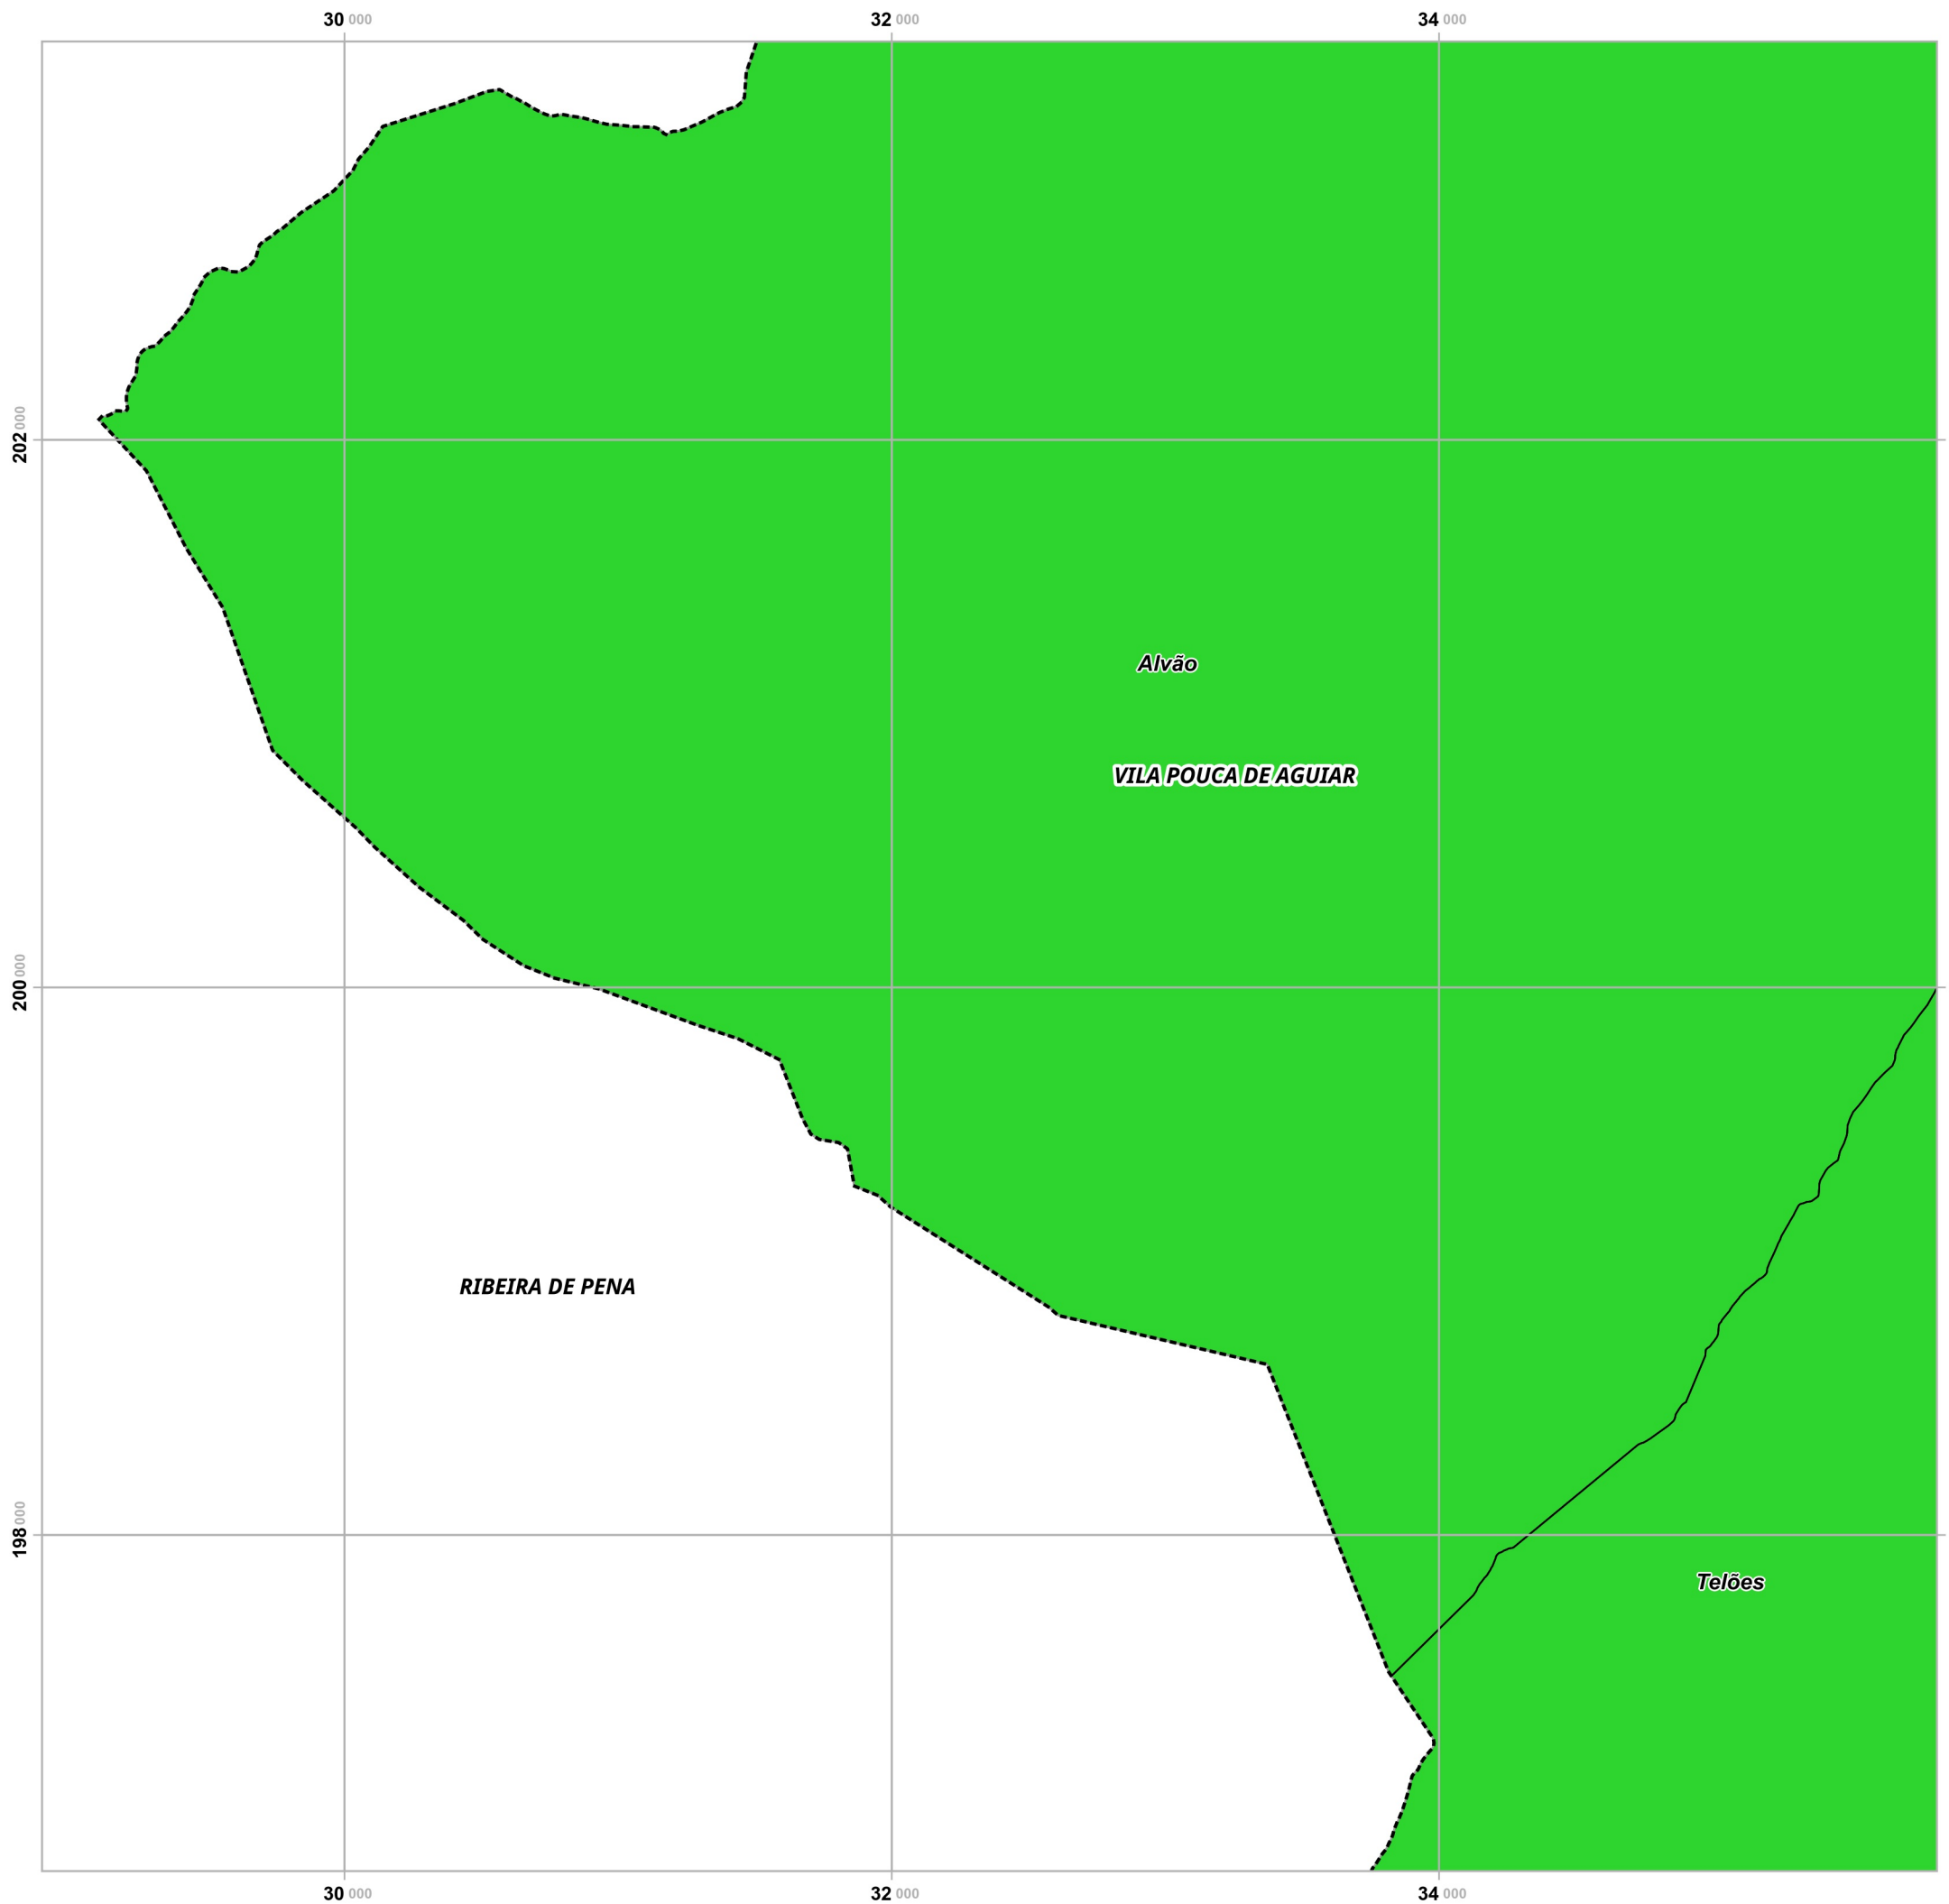 30 000 32 000 34 000
202 000
Alvão
VILA POUCA DE AGUIAR
200 000
RIBEIRA DE PENA
198 000
Telões
30 000 32 000 34 000